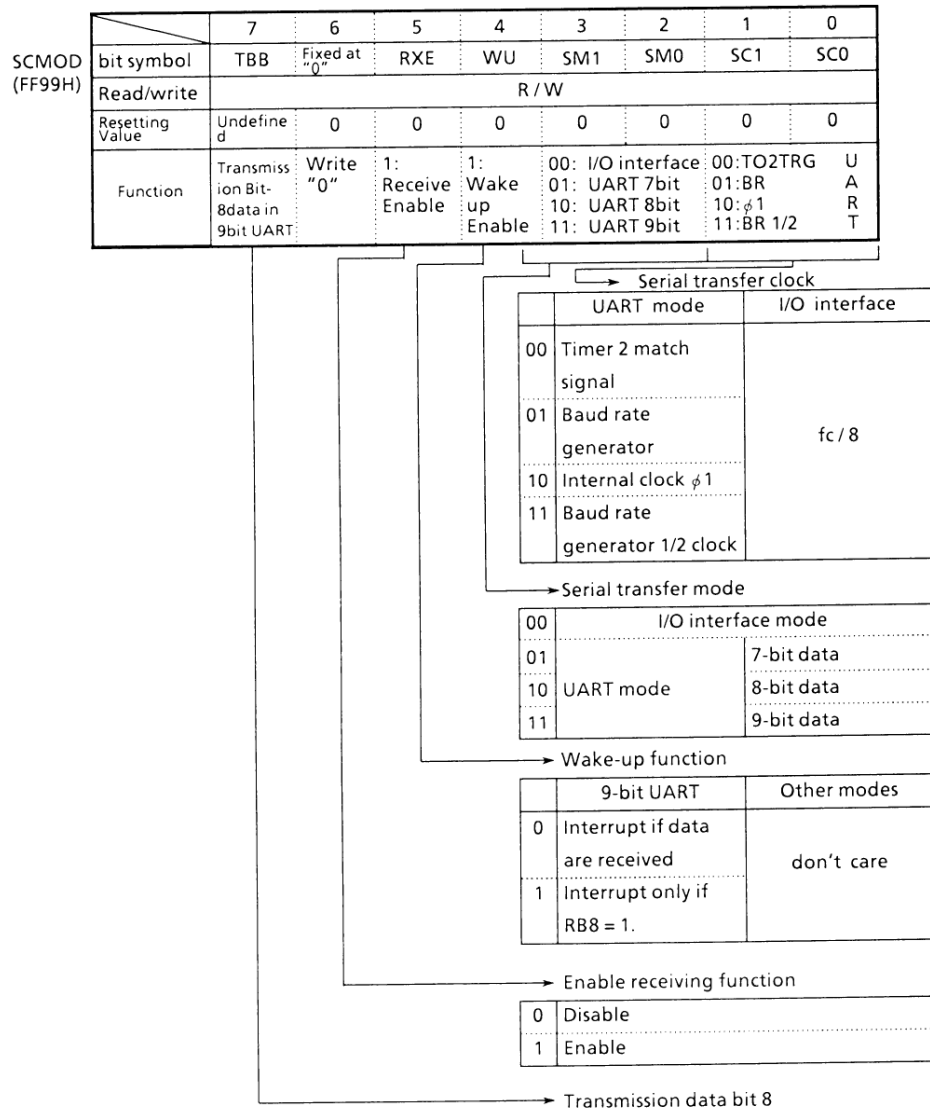 7 6 5 4 3 2 1 0
SCMOD
(FF99H)
bit symbol TBB Fixed at "0" RXE WU SM1 SM0 SC1 SC0
Read/write R / W
Resetting Value Undefine d 0 0 0 0 0 0 0
Function
Transmiss
ion Bit-
8data in
9bit UART
Write
"0"
1:
Receive
Enable
1:
Wake
up
Enable
00: I/O interface
01: UART 7bit
10: UART 8bit
11: UART 9bit
00:TO2TRG
01:BR
10:ϕ1
11:BR 1/2
U
A
R
T
Serial transfer clock
UART mode I/O interface
00 Timer 2 match
signal
01 Baud rate
generator
10 Internal clock ϕ1
11 Baud rate
generator 1/2 clock
fc / 8
Serial transfer mode
00 I/O interface mode
01 7-bit data
10 UART mode 8-bit data
11 9-bit data
Wake-up function
9-bit UART Other modes
0 Interrupt if data
are received
1 Interrupt only if
RB8 = 1.
don't care
Enable receiving function
0 Disable
1 Enable
Transmission data bit 8